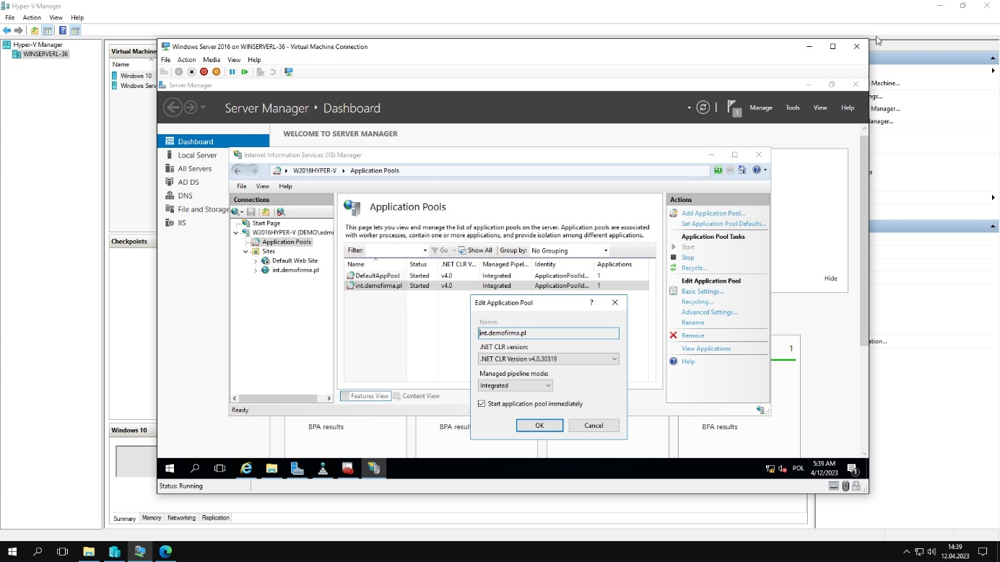 Hyper-V Manager
File Action View Help
Hyper-V Manager
WINSERVERL-36
Virtual Machine
Name
Windows 10
Windows Serv
Checkpoints
Windows 10
Summary Memory Networking Replication
Machine...
ngs...
Manager...
Manager...
er
ation...
Windows Server 2016 on WINSERVERL-36 - Virtual Machine Connection
File Action Media View Help
Server Manager
Server Manager • Dashboard
1
Manage Tools View Help
WELCOME TO SERVER MANAGER
Dashboard
Local Server
All Servers
AD DS
DNS
File and Storage
IIS
Hide
1
BPA results
BPA resul
BPA results
Internet Information Services (IIS) Manager
W2016HYPER-V Application Pools
File View Help
Connections
Start Page
W2016HYPER-V (DEMO\admi
Application Pools
Sites
Default Web Site
int.demofirma.pl
Application Pools
This page lets you view and manage the list of application pools on the server. Application pools are associated
with worker processes, contain one or more applications, and provide isolation among different applications.
Filter: Go Show All Group by: No Grouping
Name Status .NET CLR V... Managed Pipel... Identity Applications
DefaultAppPool Started v4.0 Integrated ApplicationPoolId... 1
int.demofirma.pl Started v4.0 Integrated ApplicationPoolId... 1
Features View Content View
Ready
Actions
Add Application Pool...
Set Application Pool Defaults...
Application Pool Tasks
Start
Stop
Recycle...
Edit Application Pool
Basic Settings...
Recycling...
Advanced Settings...
Rename
Remove
View Applications
Help
Edit Application Pool ?
Name:
int.demofirma.pl
.NET CLR version:
.NET CLR Version v4.0.30319
Managed pipeline mode:
Integrated
Start application pool immediately
OK Cancel
POL
5:39 AM
4/12/2023
1
Status: Running
14:39
12.04.2023